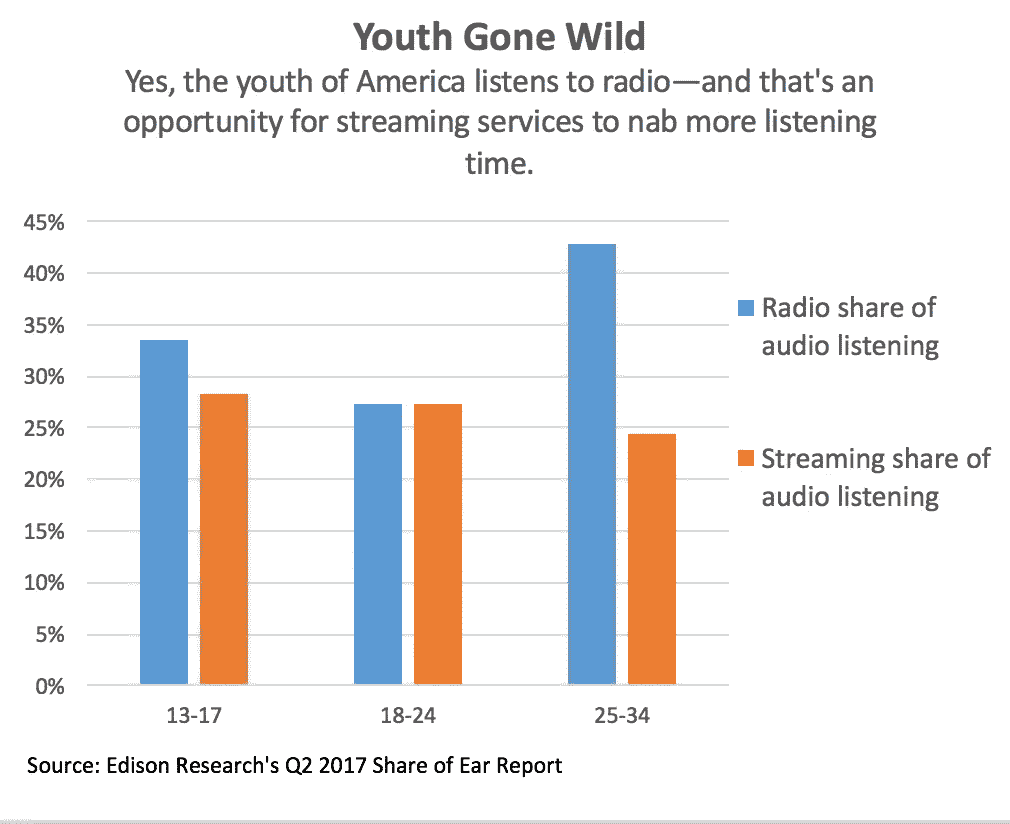 Youth Gone Wild
Yes, the youth of America listens to radio—and that's an
opportunity for streaming services to nab more listening
time.
45%
40%
35%
30%
25%
20%
15%
10%
5%
0%
13-17
18-24
25-34
Radio share of
audio listening
Streaming share of
audio listening
Source: Edison Research's Q2 2017 Share of Ear Report